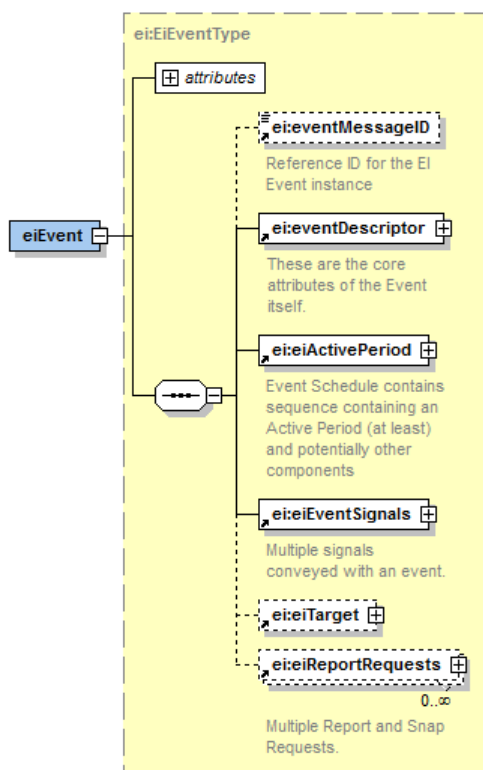 ei:EiEventType
attributes
ei:eventMessageID
Reference ID for the EI
Event instance
eiEvent
ei:eventDescriptor
These are the core
attributes of the Event
itself.
ei:eiActivePeriod
Event Schedule contains
sequence containing an
Active Period (at least)
and potentially other
components
ei:eiEventSignals
Multiple signals
conveyed with an event.
ei:eiTarget
ei:eiReportRequests
0..∞
Multiple Report and Snap
Requests.